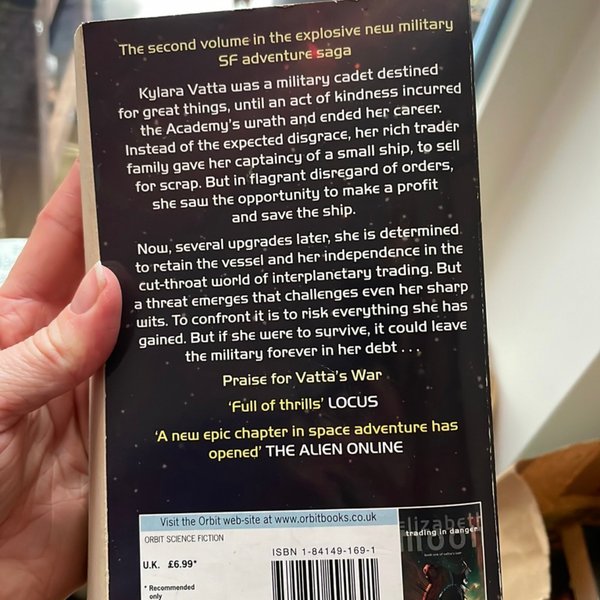 The second volume in the explosive new military
SF adventure saga
Kylara Vatta was a military cadet destined
for great things, until an act of kindness incurred
the Academy's wrath and ended her career.
Instead of the expected disgrace, her rich trader
family gave her captaincy of a small ship, to sell
for scrap. But in flagrant disregard of orders,
she saw the opportunity to make a profit
and save the ship.
Now, several upgrades later, she is determined
to retain the vessel and her independence in the
cut-throat world of interplanetary trading. But
a threat emerges that challenges even her sharp
wits. To confront it is to risk everything she has
gained. But if she were to survive, it could leave
the military forever in her debt . . .
Praise for Vatta's War
'Full of thrills' LOCUS
'A new epic chapter in space adventure has
opened' THE ALIEN ONLINE
Visit the Orbit web-site at www.orbitbooks.co.uk
ORBIT SCIENCE FICTION
ISBN 1-84149-169-1
U.K. £6.99*
* Recommended
only
elizabeth
moon
trading in danger
book one of vatta's war